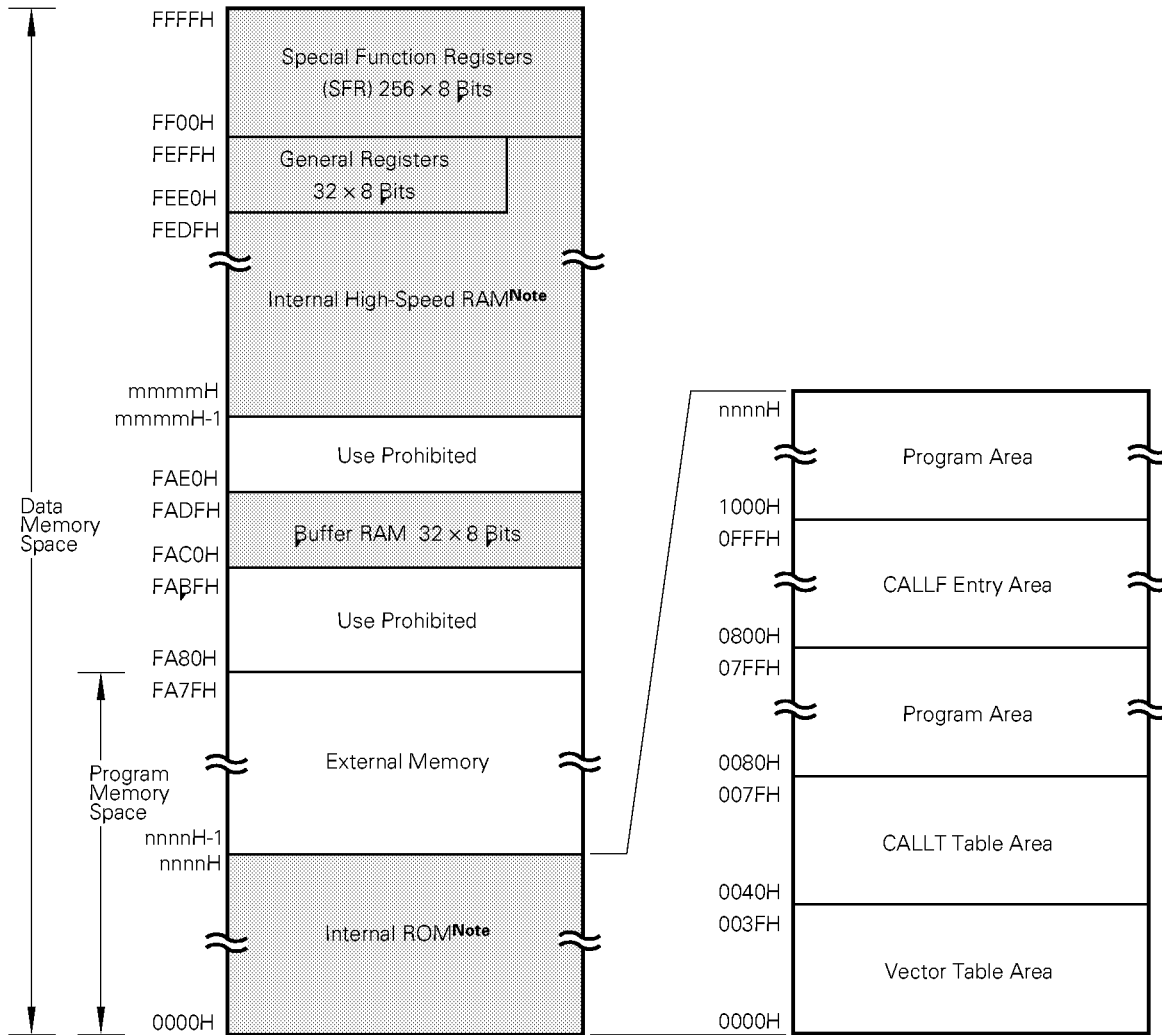 FFFFH
Special Function Registers
(SFR) 256 × 8 Bits
FF00H
FEFFH
General Registers
32 × 8 Bits
FEE0H
FEDFH
Internal High-Speed RAMNote
mmmmH
mmmmH-1
Use Prohibited
FAE0H
FADFH
Buffer RAM 32 × 8 Bits
FAC0H
FABFH
Use Prohibited
FA80H
FA7FH
External Memory
nnnnH-1
nnnnH
Internal ROMNote
0000H
Data
Memory
Space
Program
Memory
Space
nnnnH
Program Area
1000H
0FFFH
CALLF Entry Area
0800H
07FFH
Program Area
0080H
007FH
CALLT Table Area
0040H
003FH
Vector Table Area
0000H